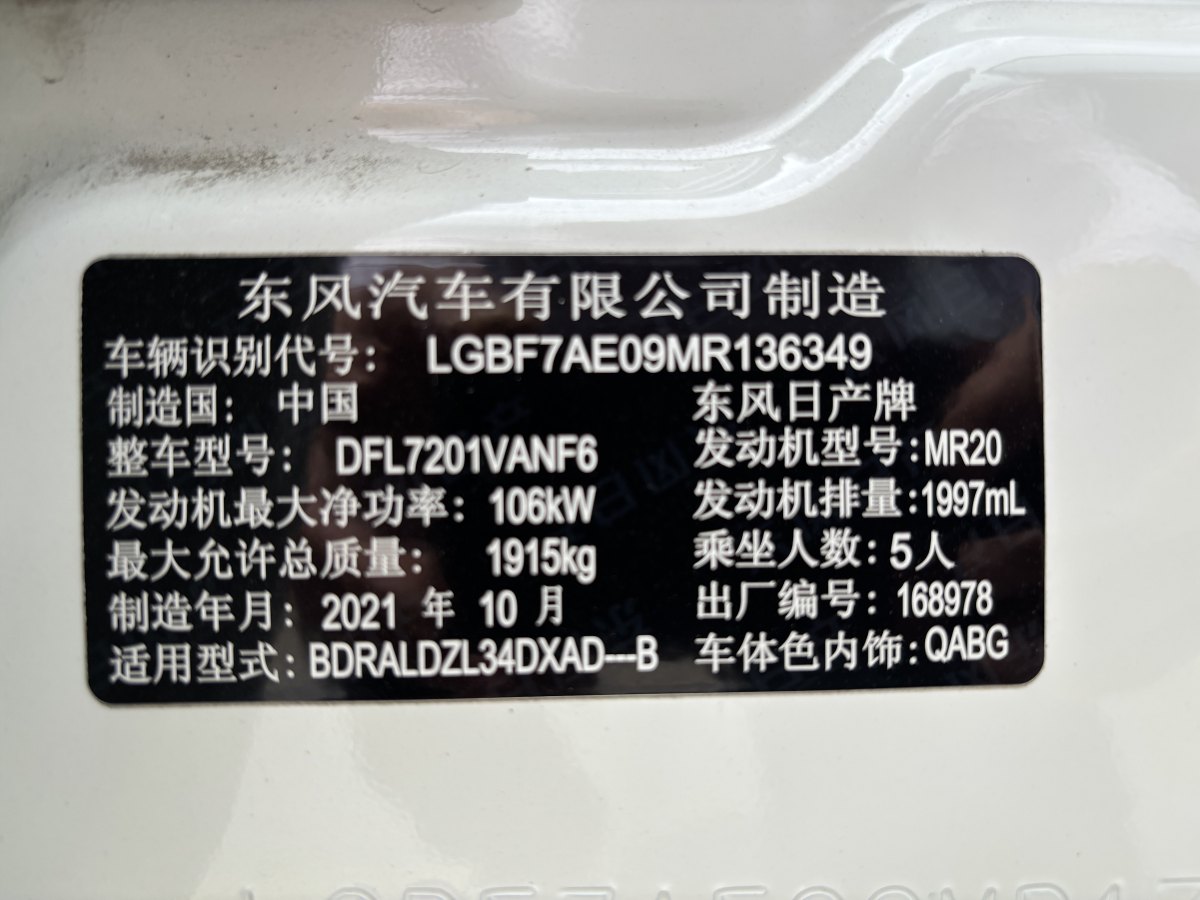 东风汽车有限公司制造
车辆识别代号： LGBF7AE09MR136349
制造国： 中国 东风日产牌
整车型号： DFL7201VANF6 发动机型号:MR20
发动机最大净功率： 106kW 发动机排量:1997mL
最大允许总质量： 1915kg 乘坐人数: 5人
制造年月： 2021 年 10 月 出厂编号: 168978
适用型式: BDRALDZL34DXAD---B 车体色内饰:QABG